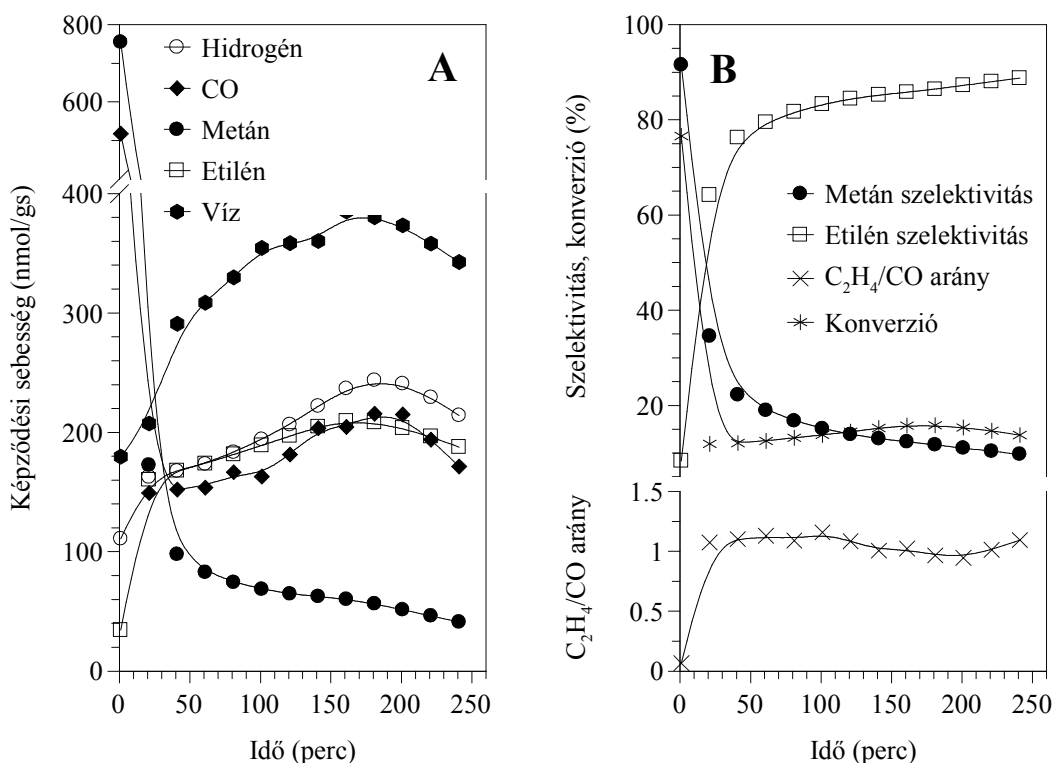 A
Hidrogén
CO
Metán
Etilén
Víz
Képződési sebesség (nmol/gs)
800
600
400
300
200
100
0
0 50 100 150 200 250
Idő (perc)
B
Metán szelektivitás
Etilén szelektivitás
C₂H₄/CO arány
Konverzió
Szelektivitás, konverzió (%)
100
80
60
40
20
C₂H₄/CO arány
1.5
1
0.5
0
0 50 100 150 200 250
Idő (perc)